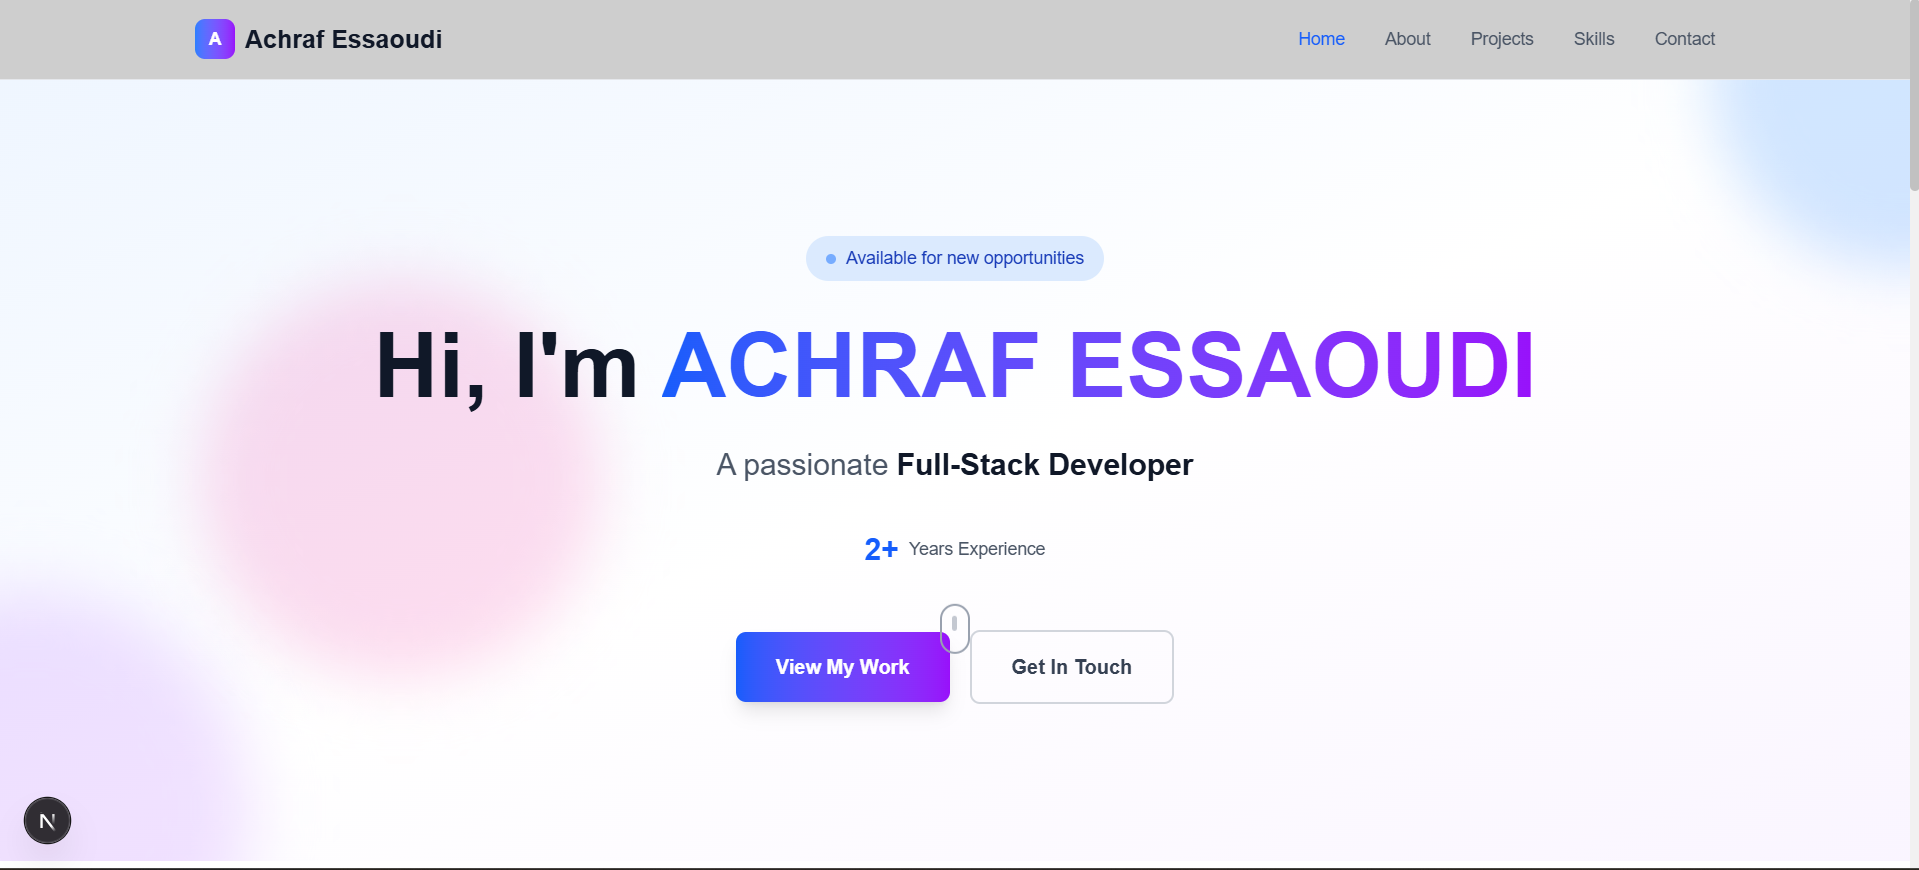 A Achraf Essaoudi Home About Projects Skills Contact
Available for new opportunities
Hi, I'm ACHRAF ESSAOUDI
A passionate Full-Stack Developer
2+ Years Experience
View My Work Get In Touch
N